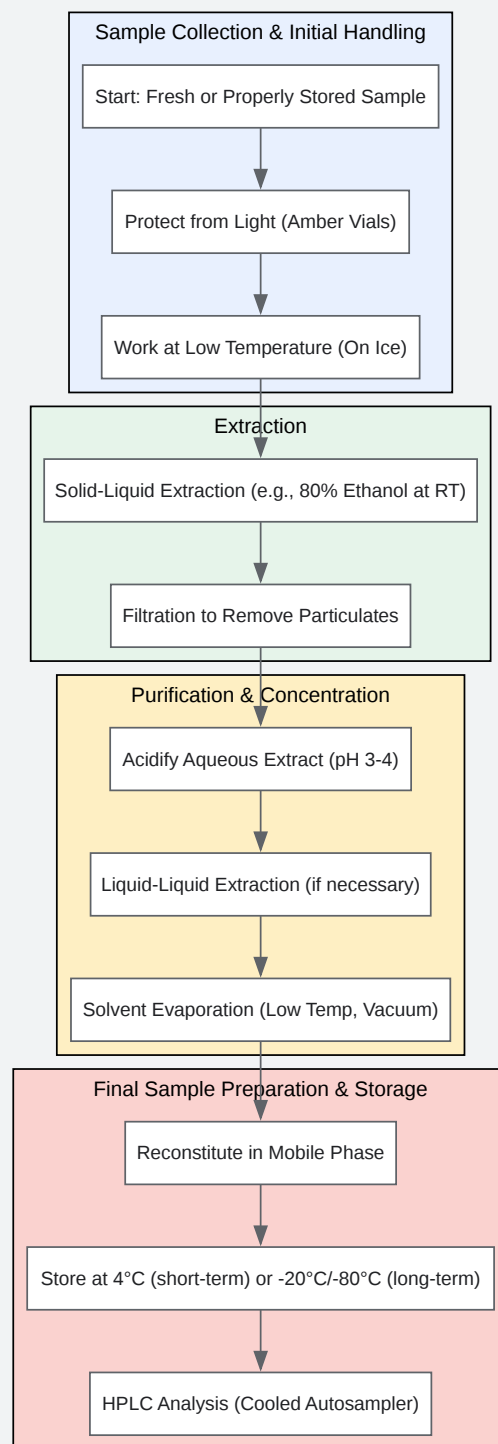 Sample Collection & Initial Handling
Start: Fresh or Properly Stored Sample
Protect from Light (Amber Vials)
Work at Low Temperature (On Ice)
Extraction
Solid-Liquid Extraction (e.g., 80% Ethanol at RT)
Filtration to Remove Particulates
Purification & Concentration
Acidify Aqueous Extract (pH 3-4)
Liquid-Liquid Extraction (if necessary)
Solvent Evaporation (Low Temp, Vacuum)
Final Sample Preparation & Storage
Reconstitute in Mobile Phase
Store at 4°C (short-term) or -20°C/-80°C (long-term)
HPLC Analysis (Cooled Autosampler)